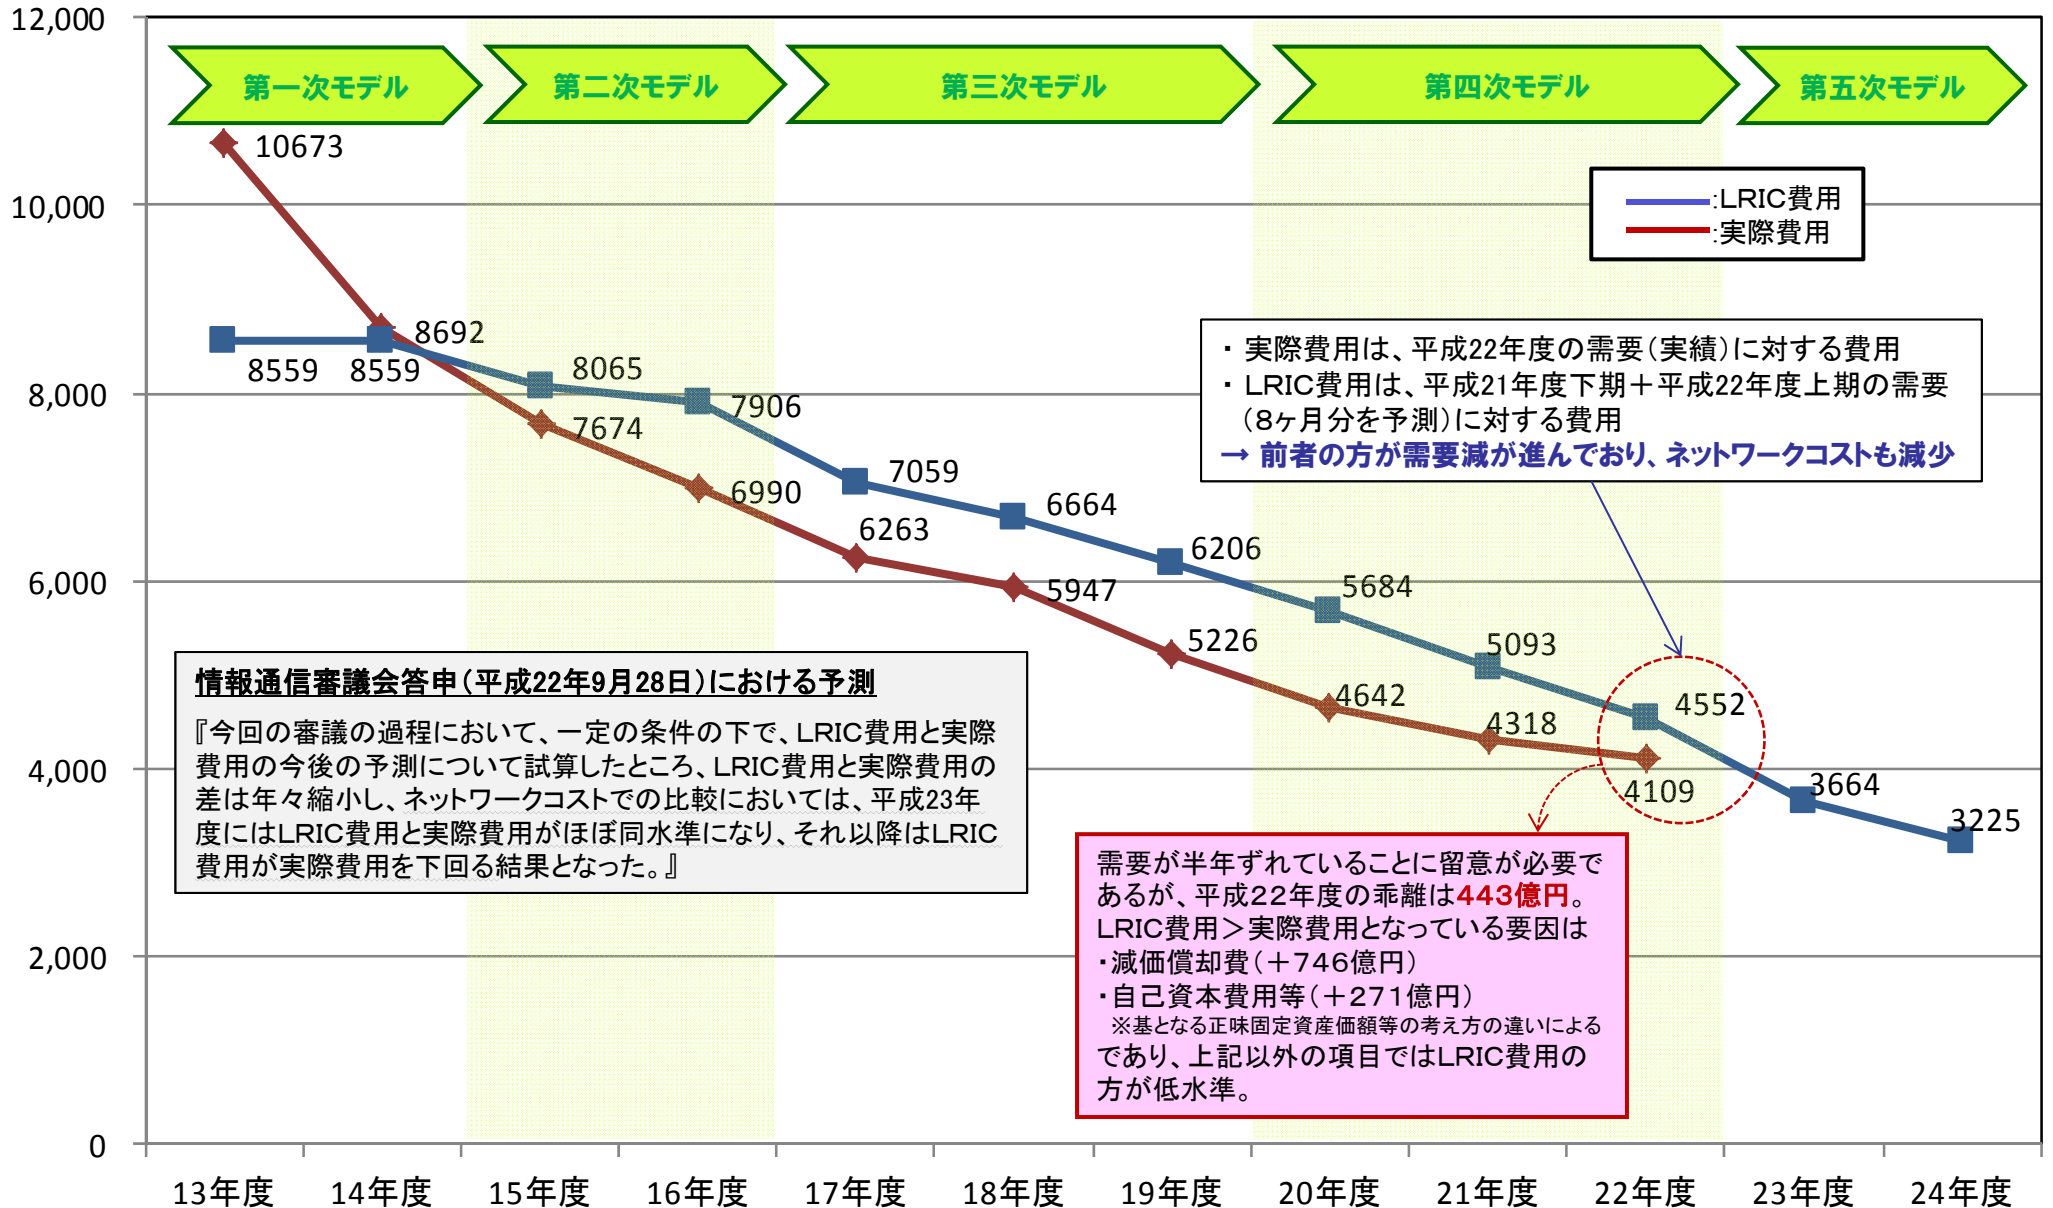 12,000
10,000
8,000
6,000
4,000
2,000
0
第一次モデル
第二次モデル
第三次モデル
第四次モデル
第五次モデル
:LRIC費用
:実際費用
10673
8692
7674
6990
6263
5947
5226
4642
4318
4109
8559
8559
8065
7906
7059
6664
6206
5684
5093
4552
3664
3225
・ 実際費用は、平成22年度の需要(実績)に対する費用
・ LRIC費用は、平成21年度下期+平成22年度上期の需要
(8ヶ月分を予測)に対する費用
→ 前者の方が需要減が進んでおり、ネットワークコストも減少
情報通信審議会答申(平成22年9月28日)における予測
『今回の審議の過程において、一定の条件の下で、LRIC費用と実際
費用の今後の予測について試算したところ、LRIC費用と実際費用の
差は年々縮小し、ネットワークコストでの比較においては、平成23年
度にはLRIC費用と実際費用がほぼ同水準になり、それ以降はLRIC
費用が実際費用を下回る結果となった。』
需要が半年ずれていることに留意が必要で
あるが、平成22年度の乖離は443億円。
LRIC費用>実際費用となっている要因は
・減価償却費(+746億円)
・自己資本費用等(+271億円)
※基となる正味固定資産価額等の考え方の違いによる
であり、上記以外の項目ではLRIC費用の
方が低水準。
13年度
14年度
15年度
16年度
17年度
18年度
19年度
20年度
21年度
22年度
23年度
24年度